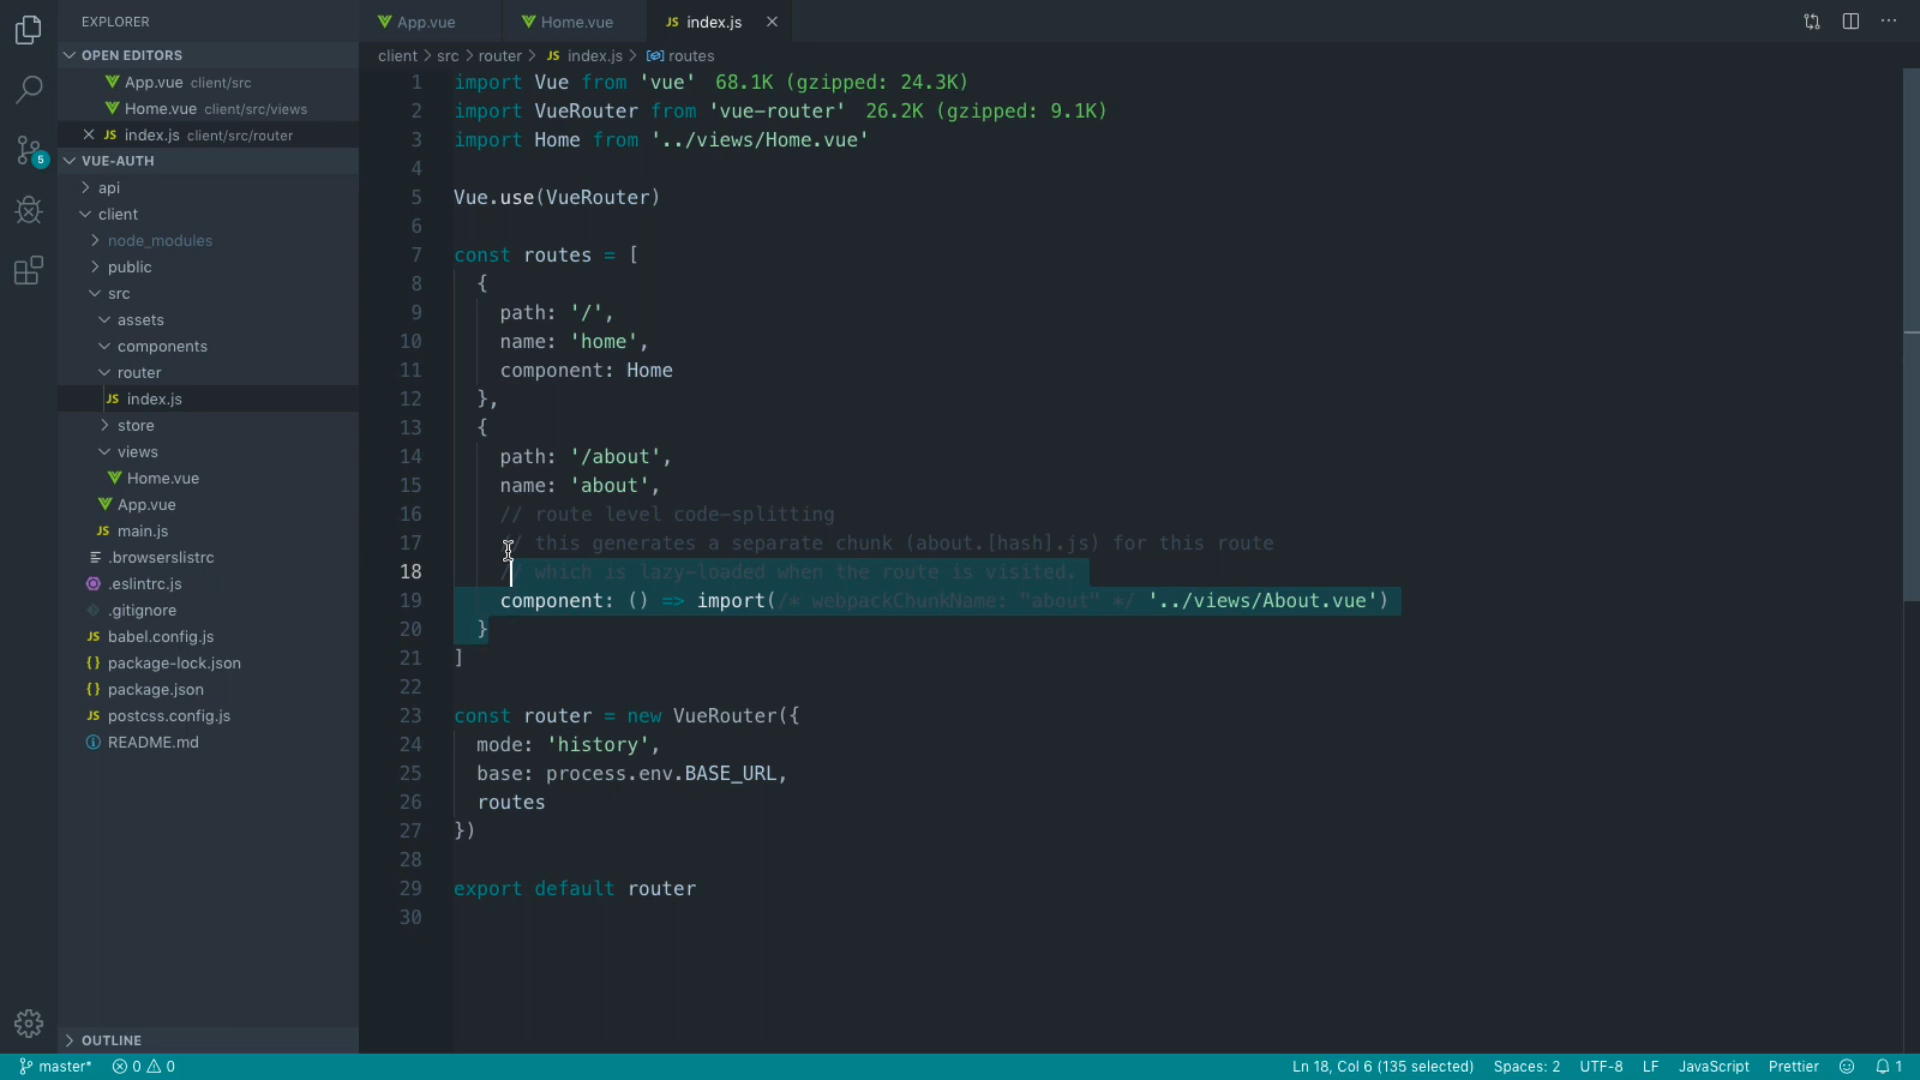 EXPLORER
OPEN EDITORS
App.vue client/src
Home.vue client/src/views
JS index.js client/src/router
5
VUE-AUTH
api
client
node_modules
public
src
assets
components
router
JS index.js
store
views
Home.vue
App.vue
JS main.js
.browserslistrc
.eslintrc.js
.gitignore
JS babel.config.js
{} package-lock.json
{} package.json
JS postcss.config.js
README.md
OUTLINE
App.vue
Home.vue
JS index.js
client > src > router > JS index.js > routes
1 import Vue from 'vue' 68.1K (gzipped: 24.3K)
2 import VueRouter from 'vue-router' 26.2K (gzipped: 9.1K)
3 import Home from '../views/Home.vue'
4
5 Vue.use(VueRouter)
6
7 const routes = [
8 {
9 path: '/',
10 name: 'home',
11 component: Home
12 },
13 {
14 path: '/about',
15 name: 'about',
16 // route level code-splitting
17 // this generates a separate chunk (about.[hash].js) for this route
18 // which is lazy-loaded when the route is visited.
19 component: () => import(/* webpackChunkName: "about" */ '../views/About.vue')
20 }
21 ]
22
23 const router = new VueRouter({
24 mode: 'history',
25 base: process.env.BASE_URL,
26 routes
27 })
28
29 export default router
30
master* 0 0 Ln 18, Col 6 (135 selected) Spaces: 2 UTF-8 LF JavaScript Prettier 1